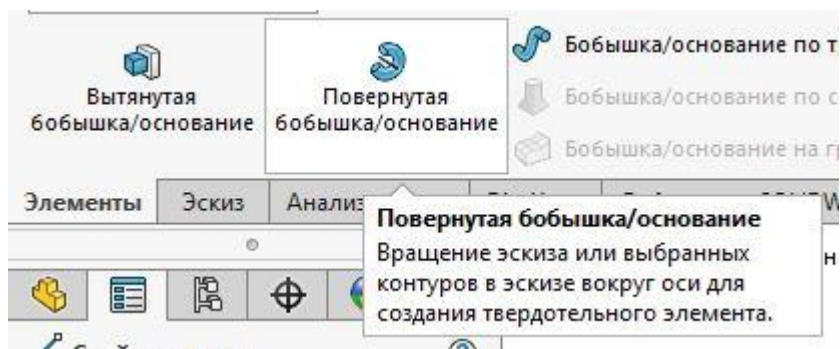 Вытянутая
бобышка/основание
Повернутая
бобышка/основание
Бобышка/основание по
Бобышка/основание по
Бобышка/основание на
Элементы Эскиз Анализ
Повернутая бобышка/основание
Вращение эскиза или выбранных
контуров в эскизе вокруг оси для
создания твердотельного элемента.